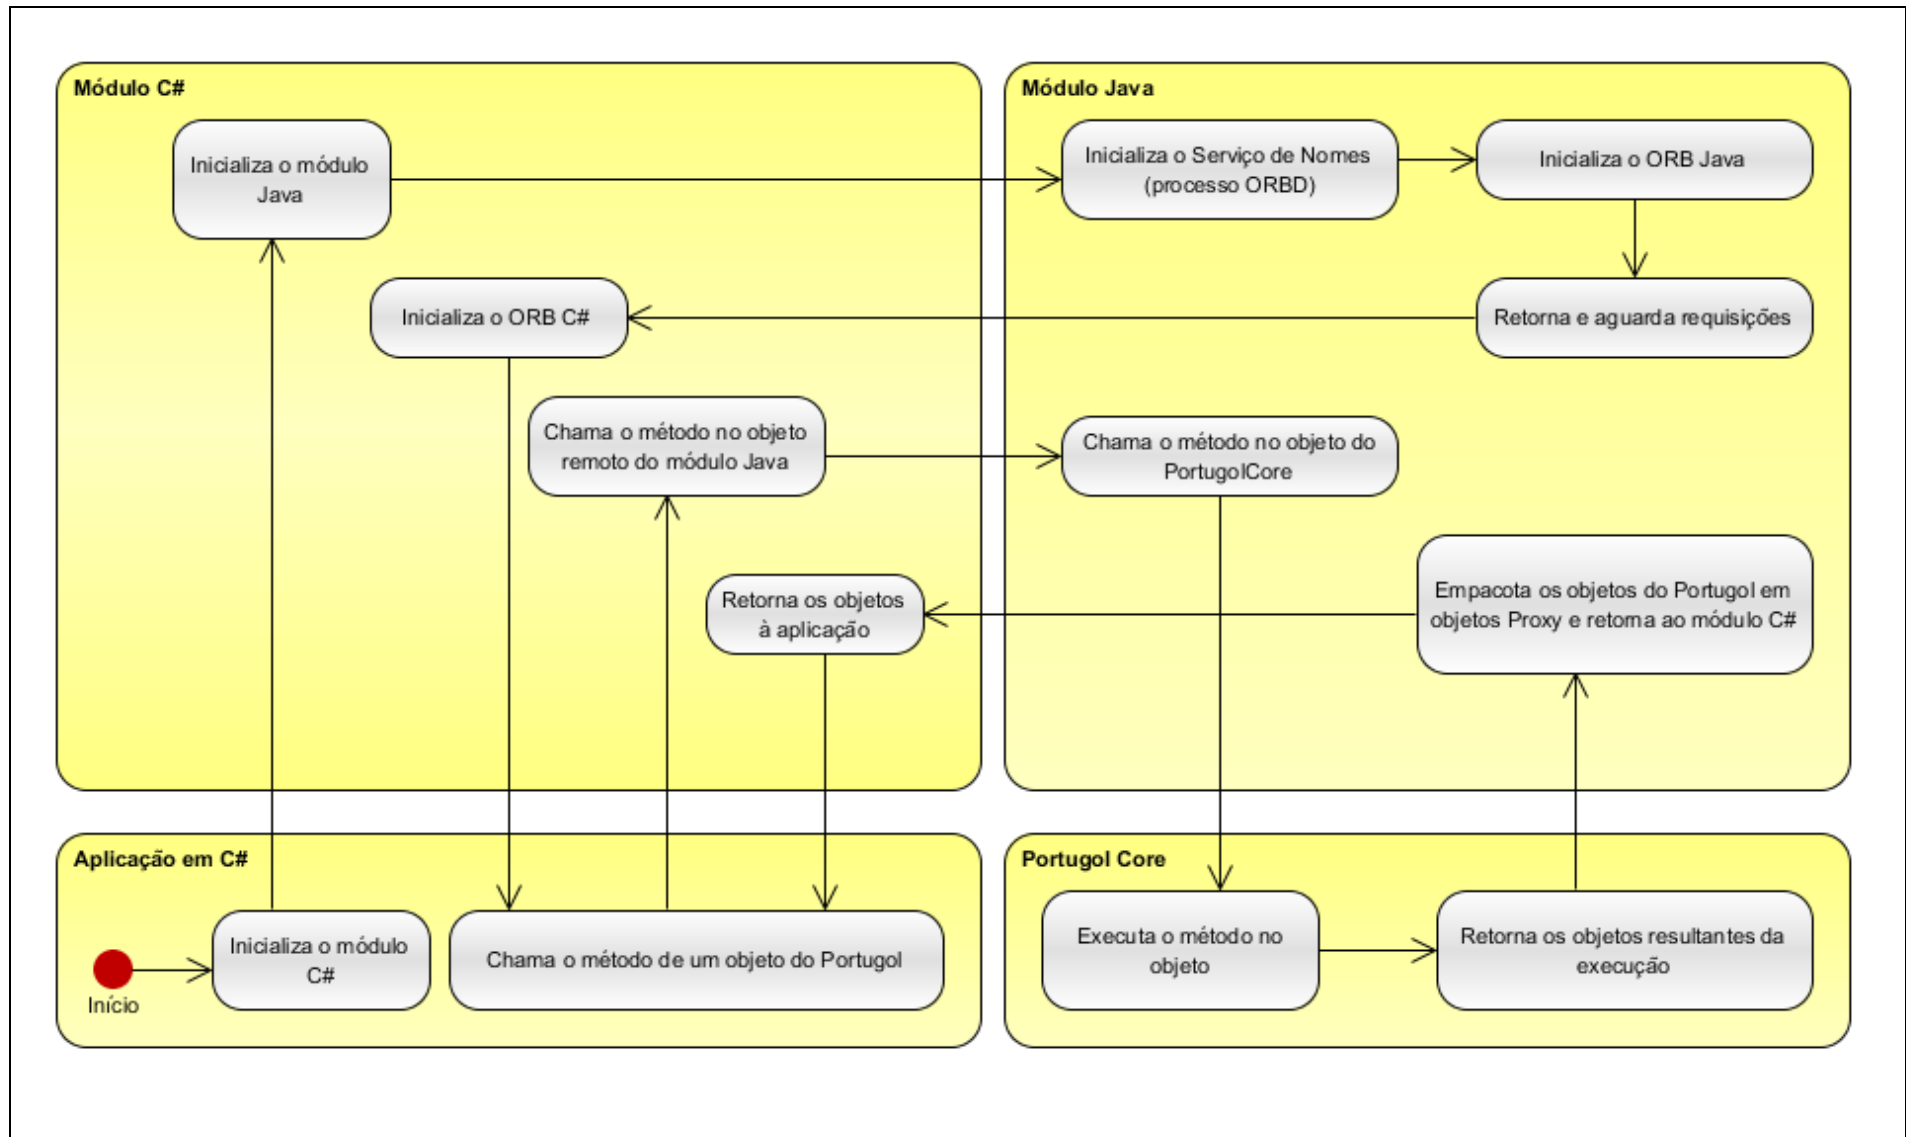 Módulo C#
Inicializa o módulo
Java
Inicializa o ORB C#
Chama o método no objeto
remoto do módulo Java
Retorna os objetos
à aplicação
Módulo Java
Inicializa o Serviço de Nomes
(processo ORBD)
Inicializa o ORB Java
Retorna e aguarda requisições
Chama o método no objeto do
PortugolCore
Empacota os objetos do Portugol em
objetos Proxy e retorna ao módulo C#
Aplicação em C#
Início
Inicializa o módulo
C#
Chama o método de um objeto do Portugol
Portugol Core
Executa o método no
objeto
Retorna os objetos resultantes da
execução